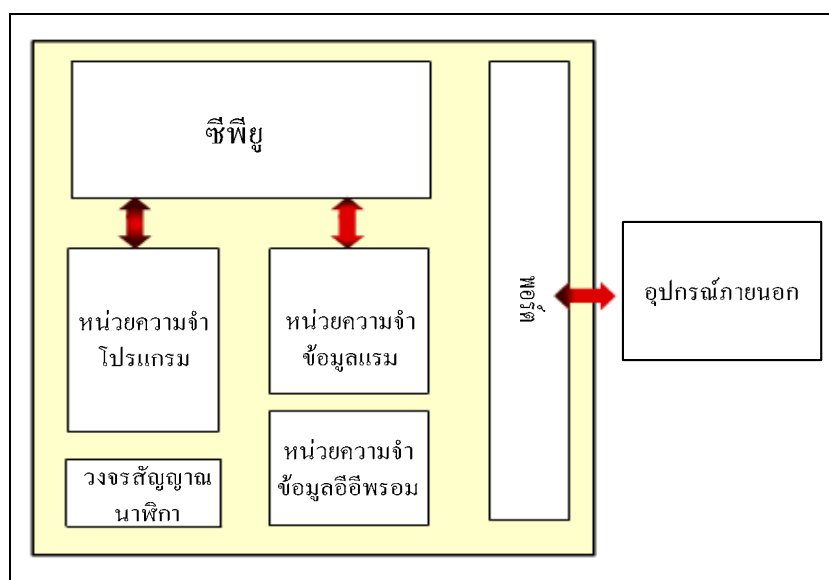 ซีพียู
หน่วยความจำ
โปรแกรม
หน่วยความจำ
ข้อมูลแรม
วงจรสัญญาณ
นาฬิกา
หน่วยความจำ
ข้อมูลอีอีพรอม
พอร์ต
อุปกรณ์ภายนอก